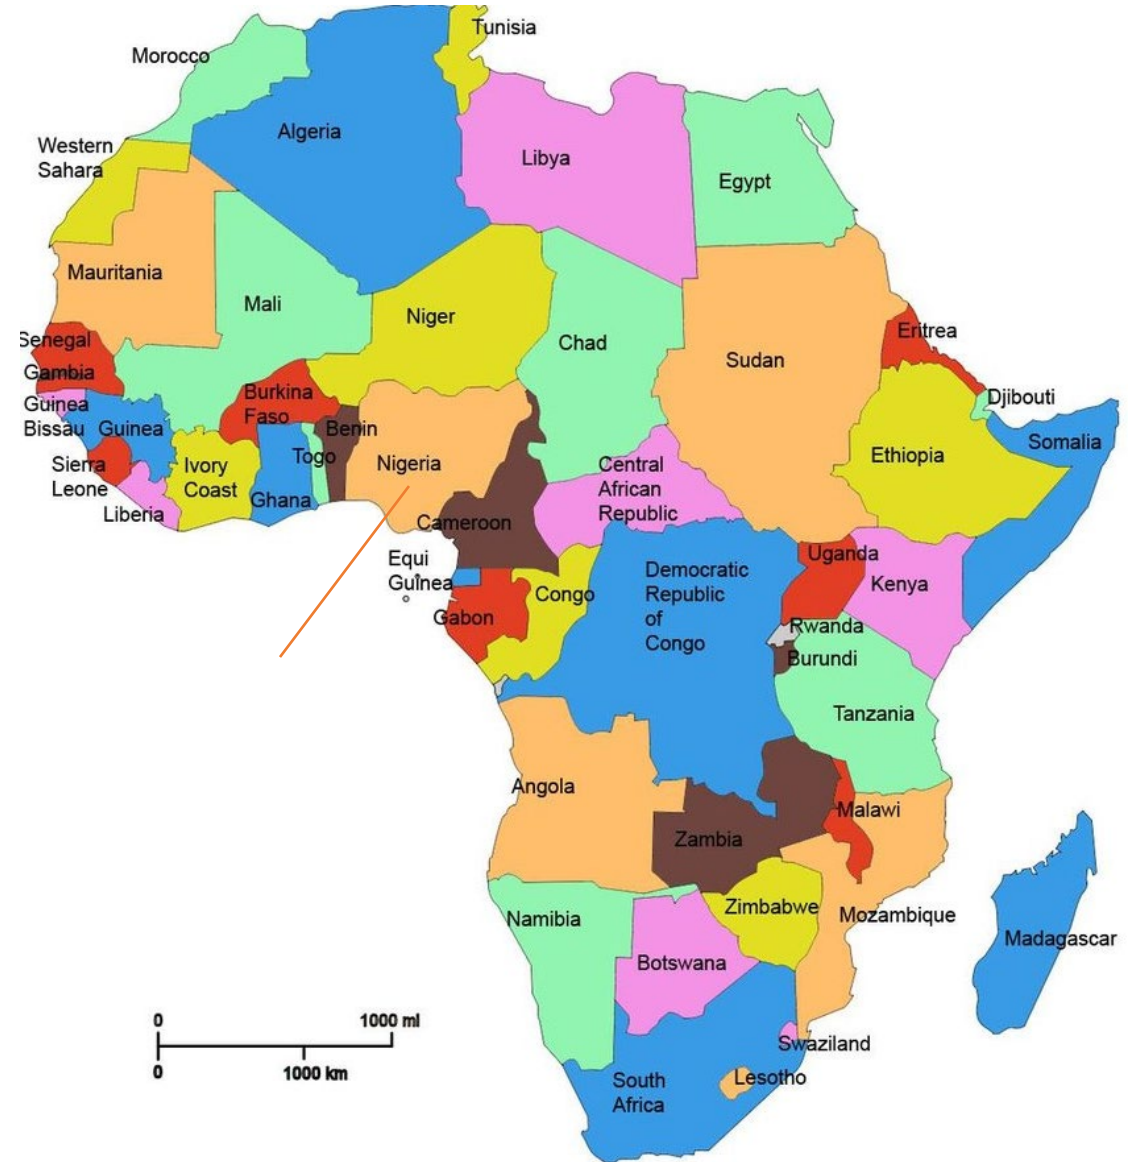 Tunisia
Morocco
Algeria
Western
Sahara
Libya
Egypt
Mauritania
Mali
Niger
Chad
Sudan
Eritrea
Senegal
Gambia
Guinea
Bissau
Guinea
Burkina
Faso
Benin
Togo
Djibouti
Somalia
Ethiopia
Sierra
Leone
Ivory
Coast
Ghana
Nigeria
Central
African
Republic
Liberia
Cameroon
Equi
Guinea
Gabon
Congo
Democratic
Republic
of
Congo
Uganda
Kenya
Rwanda
Burundi
Tanzania
Angola
Zambia
Malawi
Namibia
Zimbabwe
Mozambique
Botswana
Madagascar
0 1000 mi
0 1000 km
Swaziland
South
Africa
Lesotho